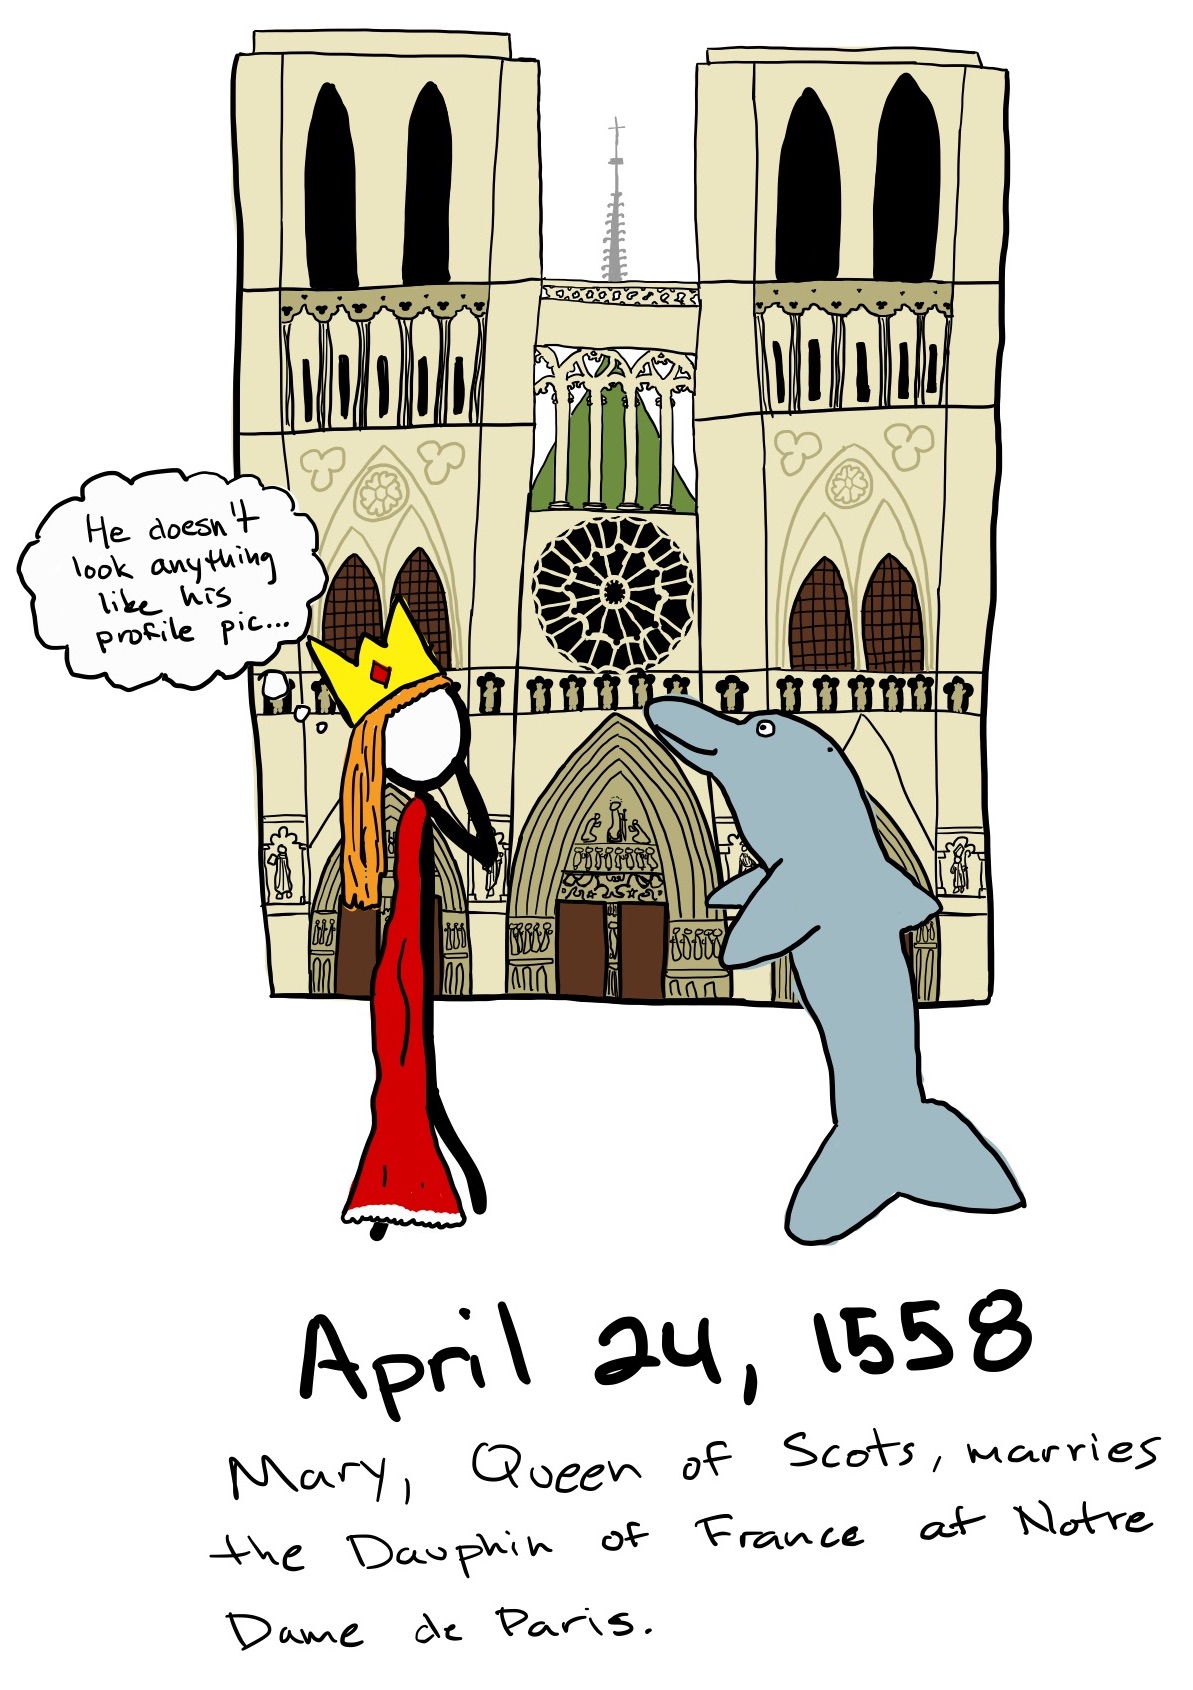 He doesn't
look anything
like his
profile pic...
April 24, 1558
Mary, Queen of Scots, marries
the Dauphin of France at Notre
Dame de Paris.